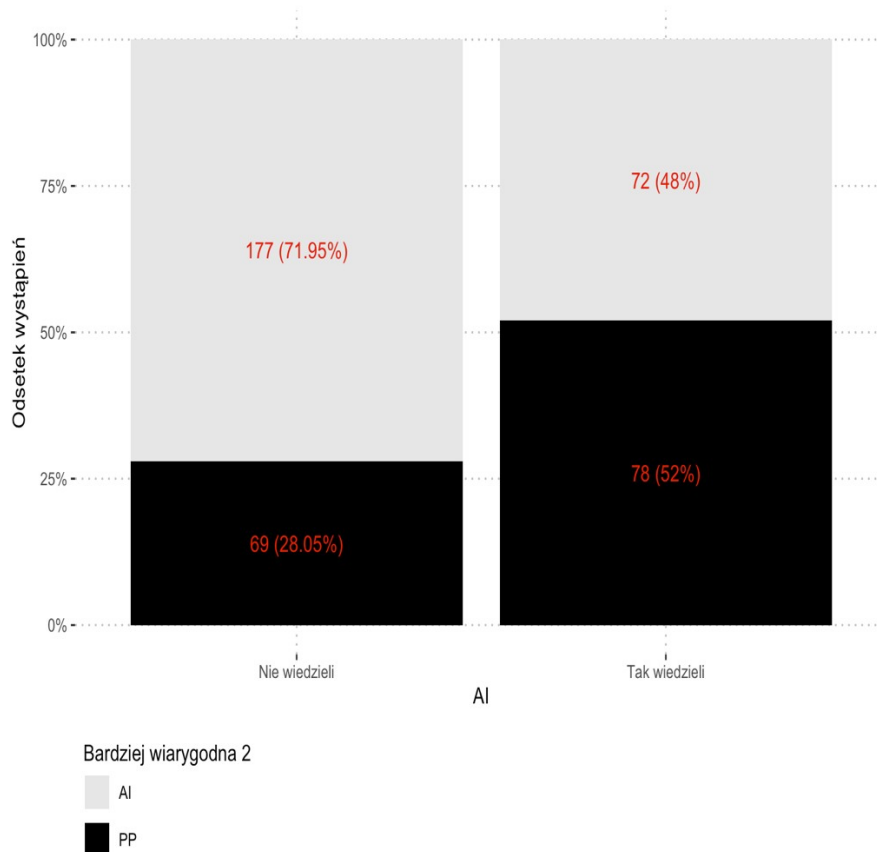 100%
75%
50%
25%
0%
Odsetek wystąpień
177 (71.95%)
69 (28.05%)
72 (48%)
78 (52%)
Nie wiedzieli
Tak wiedzieli
AI
Bardziej wiarygodna 2
AI
PP